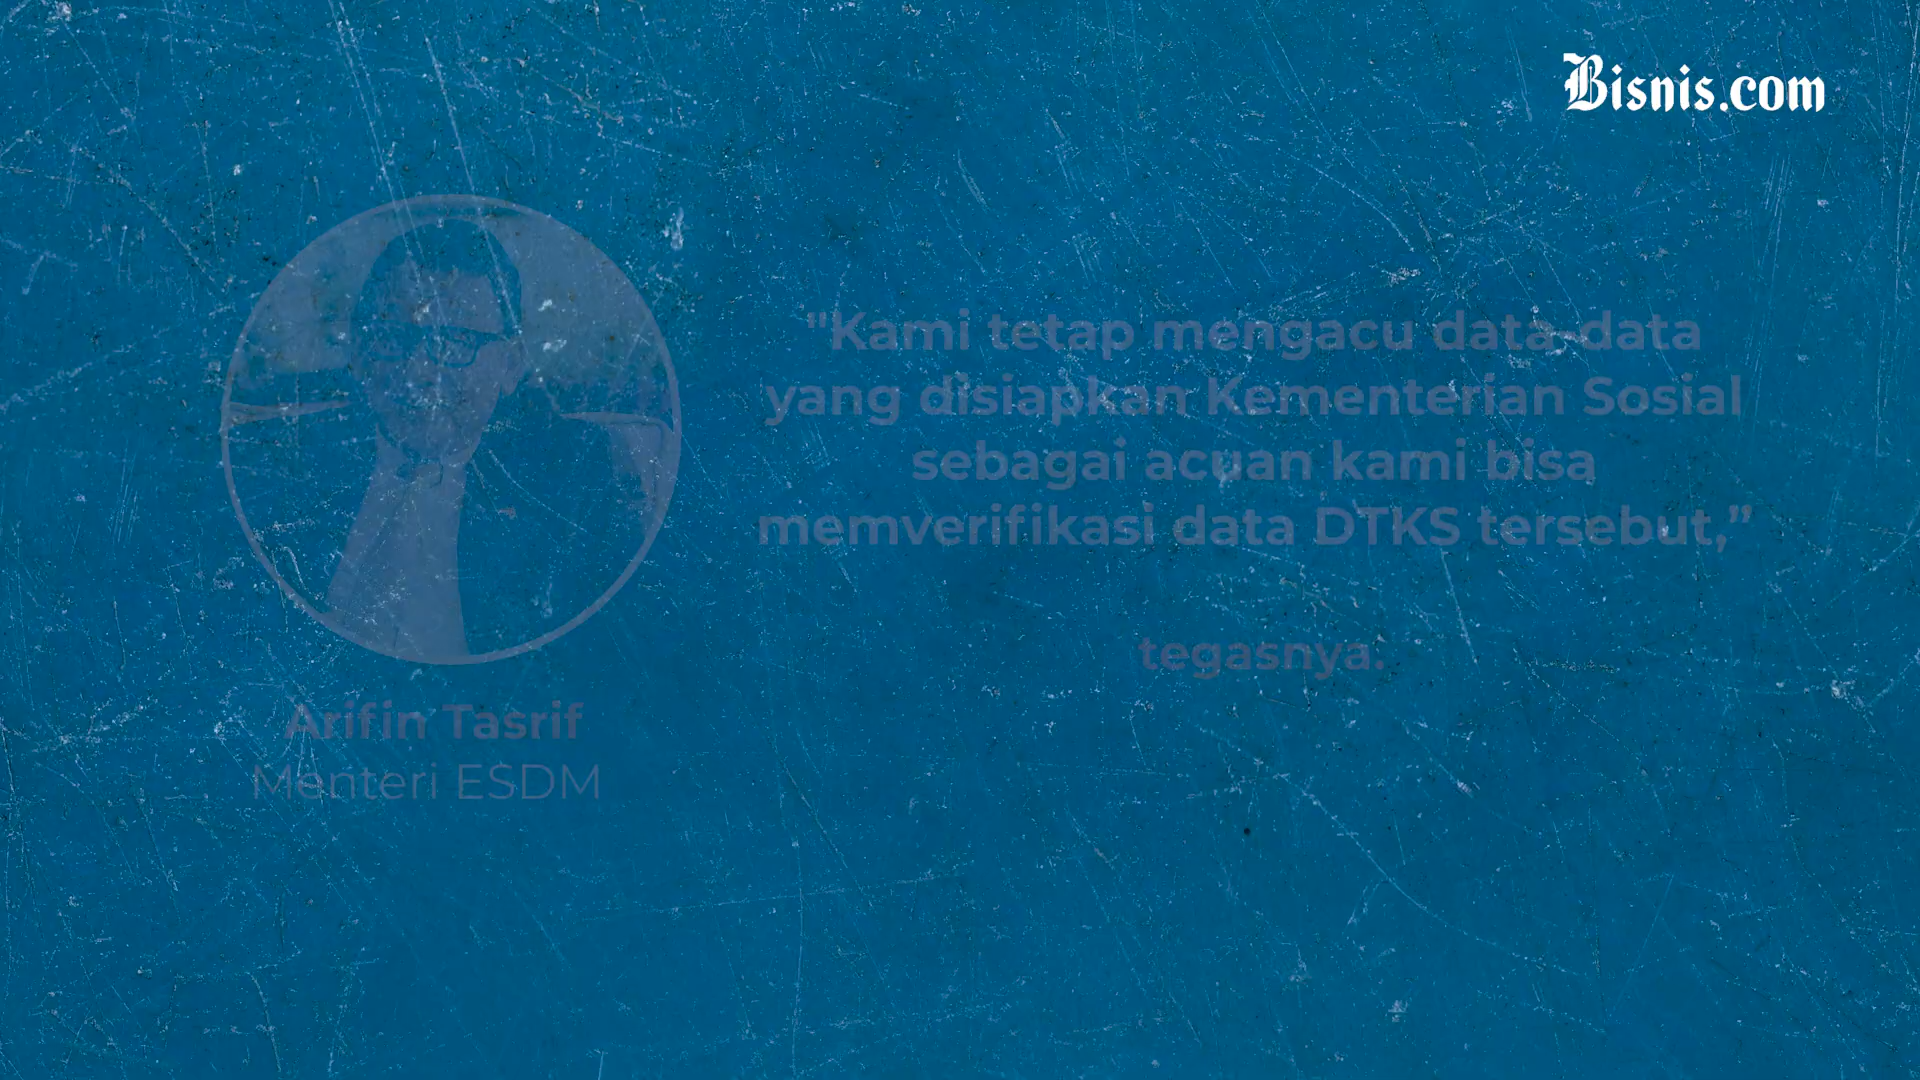 Bisnis.com
"Kami tetap mengacu data-data
yang disiapkan Kementerian Sosial
sebagai acuan kami bisa
memverifikasi data DTKS tersebut,”
tegasnya.
Arifin Tasrif
Menteri ESDM